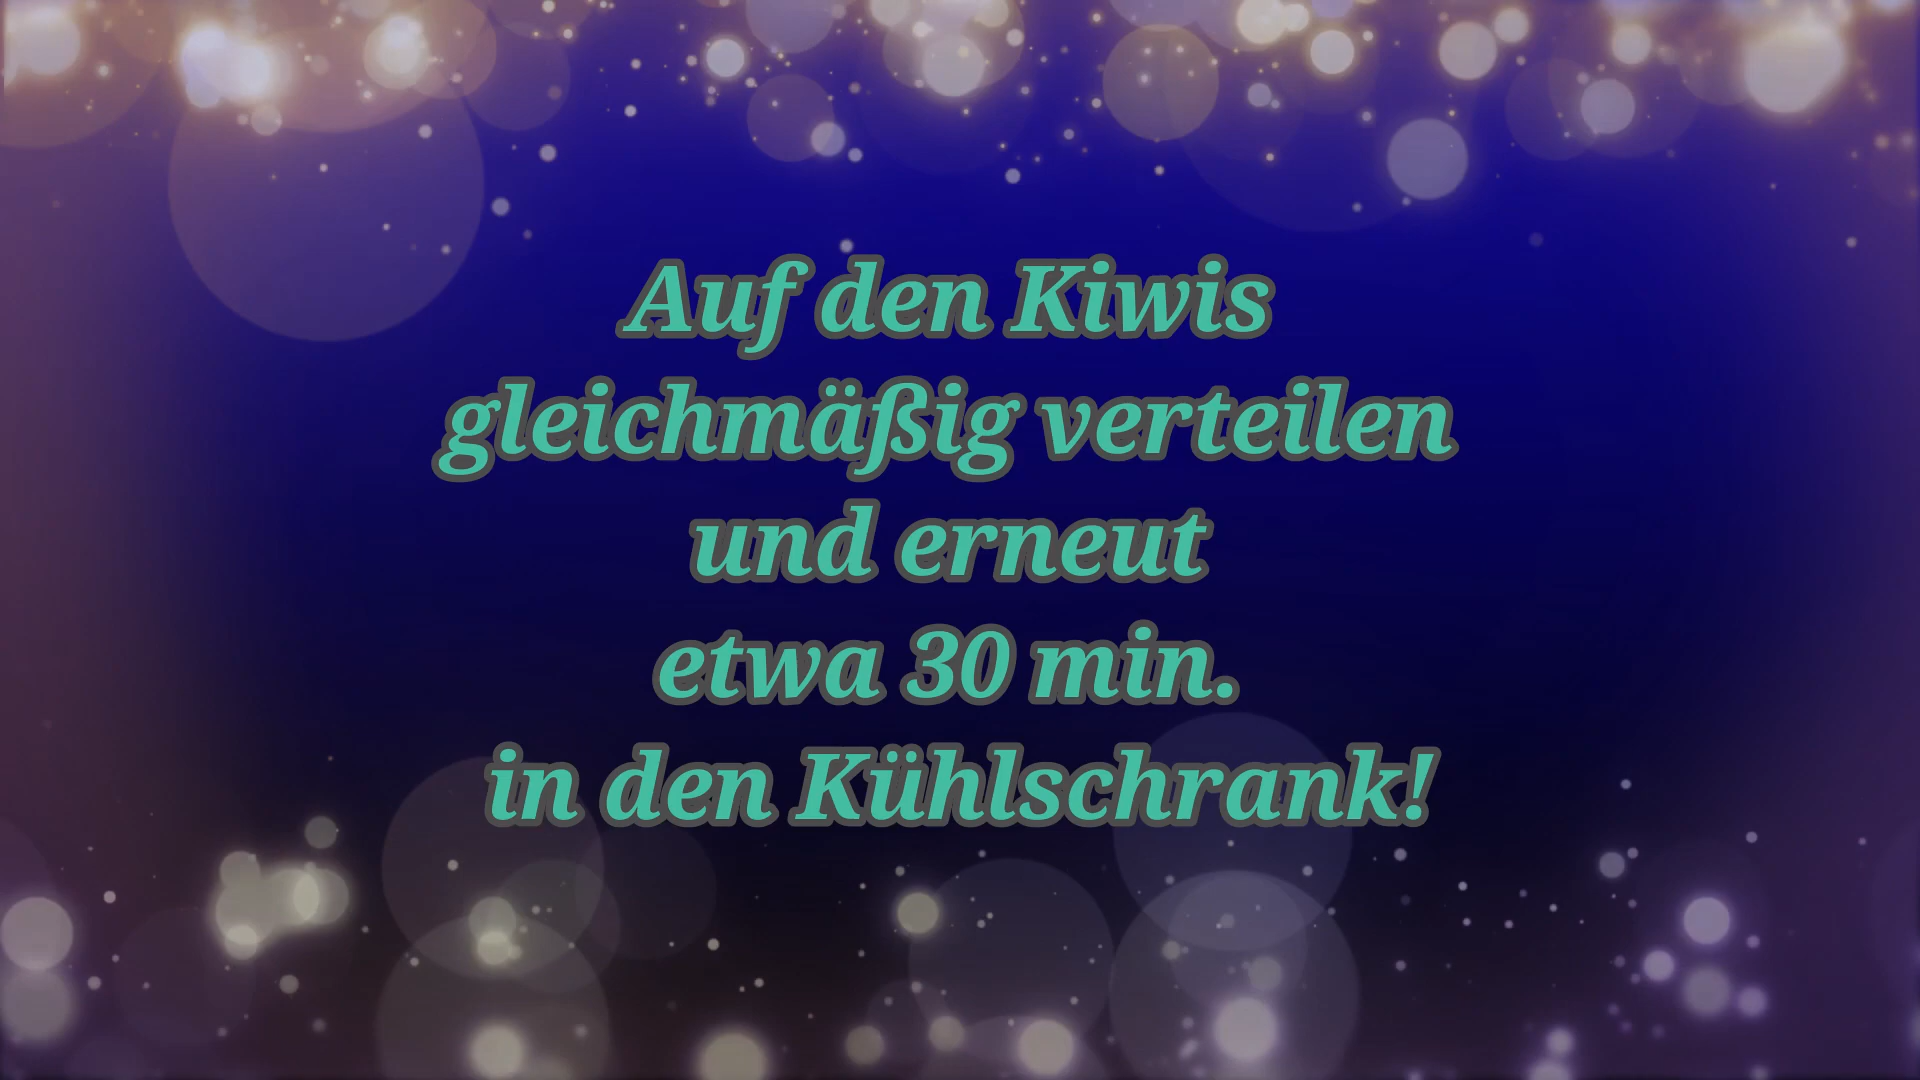 Auf den Kiwis
gleichmäßig verteilen
und erneut
etwa 30 min.
in den Kühlschrank!